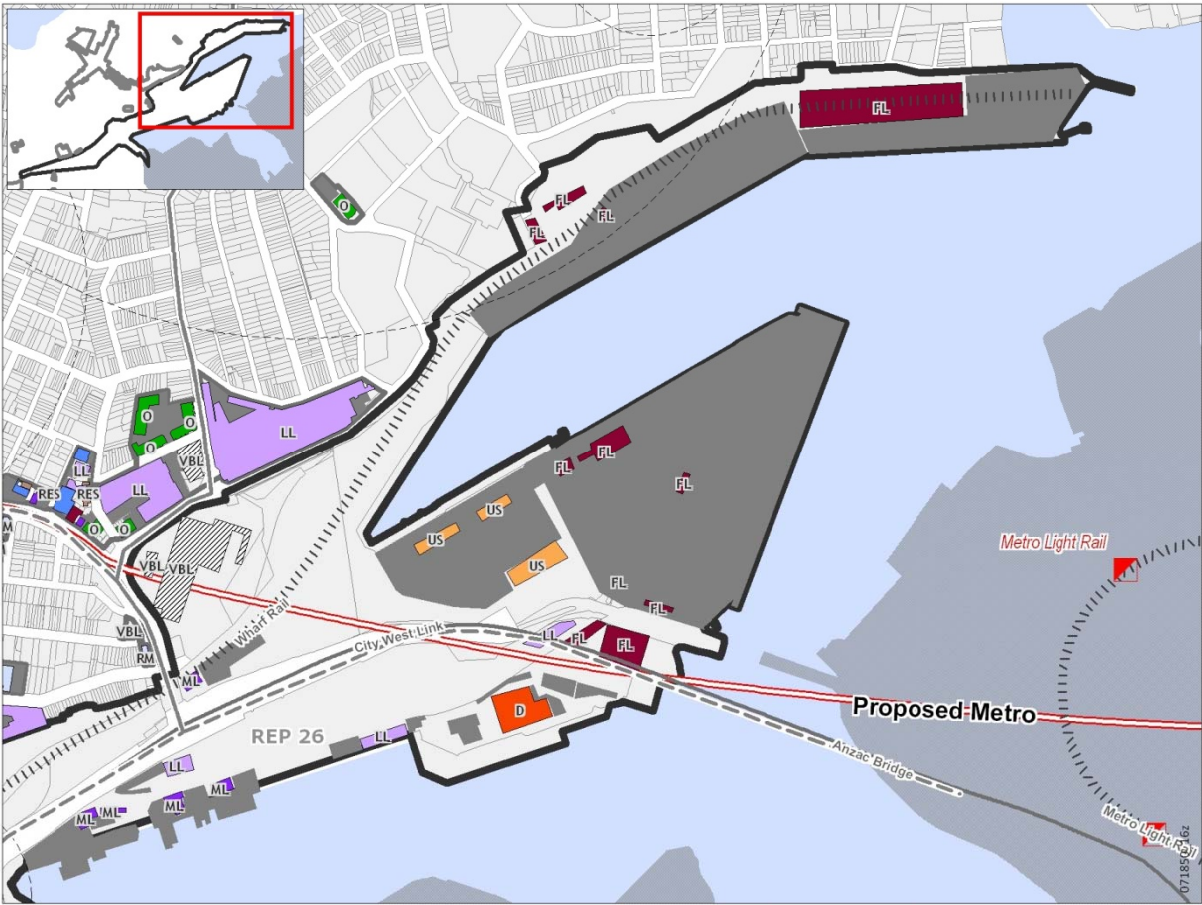 FL
O
FL
FL
FL
LL
O
O
O
VBL
LL
LL
RES
RES
O
O
M
FL
FL
FL
US
US
US
FL
FL
VBL
VBL
VBL
RM
ML
Wharf Rail
City West Link
LL
FL
FL
D
REP 26
LL
LL
ML
ML
ML
ML
Metro Light Rail
Proposed Metro
Anzac Bridge
Metro Light Rail